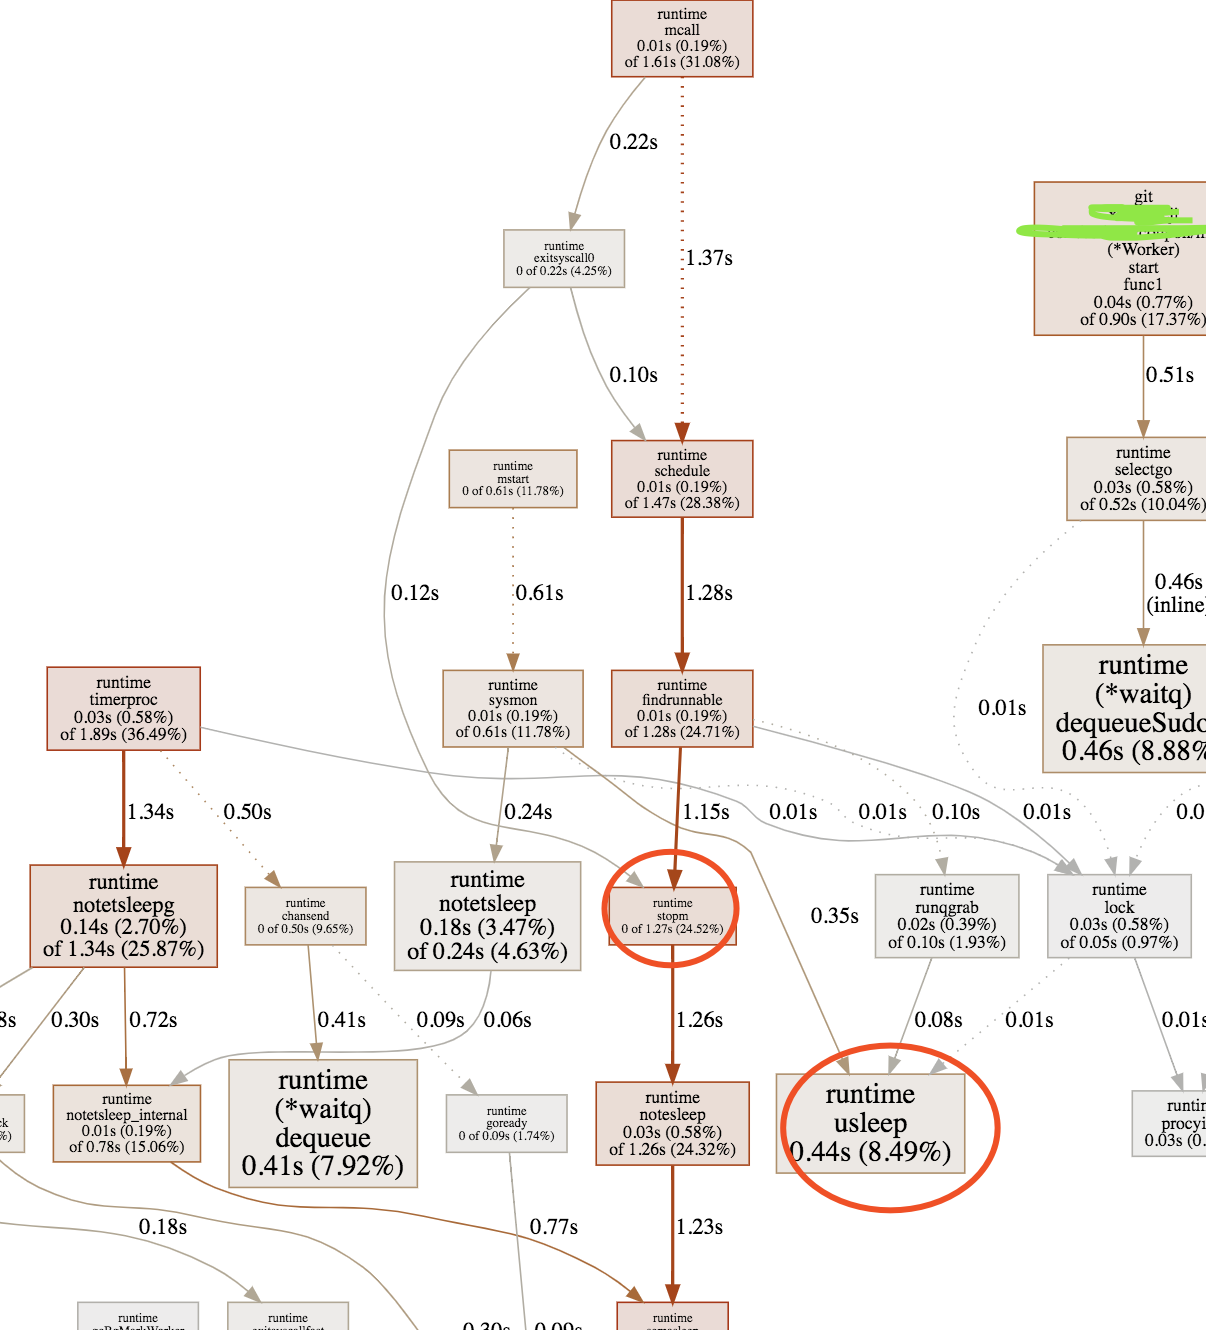 runtime
mcall
0.01s (0.19%)
of 1.61s (31.08%)
0.22s
1.37s
git
(*Worker)
start
func1
0.04s (0.77%)
of 0.90s (17.37%)
runtime
exitsyscall0
0 of 0.22s (4.25%)
0.10s
0.51s
runtime
mstart
0 of 0.61s (11.78%)
runtime
schedule
0.01s (0.19%)
of 1.47s (28.38%)
runtime
selectgo
0.03s (0.58%)
of 0.52s (10.04%)
0.12s
0.61s
1.28s
0.46s
(inline)
runtime
timerproc
0.03s (0.58%)
of 1.89s (36.49%)
runtime
sysmon
0.01s (0.19%)
of 0.61s (11.78%)
runtime
findrunnable
0.01s (0.19%)
of 1.28s (24.71%)
0.01s
runtime
(*waitq)
dequeueSudo
0.46s (8.88%
1.34s
0.50s
0.24s
1.15s
0.01s
0.01s
0.10s
0.01s
0.0
runtime
notetsleepg
0.14s (2.70%)
of 1.34s (25.87%)
runtime
chansend
0 of 0.50s (9.65%)
runtime
notetsleep
0.18s (3.47%)
of 0.24s (4.63%)
runtime
stopm
0 of 1.27s (24.52%)
0.35s
runtime
runqgrab
0.02s (0.39%)
of 0.10s (1.93%)
runtime
lock
0.03s (0.58%)
of 0.05s (0.97%)
8s
0.30s
0.72s
0.41s
0.09s
0.06s
1.26s
0.08s
0.01s
0.01s
ck
%)
runtime
notetsleep_internal
0.01s (0.19%)
of 0.78s (15.06%)
runtime
(*waitq)
dequeue
0.41s (7.92%)
runtime
goready
0 of 0.09s (1.74%)
runtime
notesleep
0.03s (0.58%)
of 1.26s (24.32%)
runtime
usleep
0.44s (8.49%)
runtim
procyi
0.03s (0.
0.18s
0.77s
1.23s
runtime
runtime
0.30s
0.09s
runtime